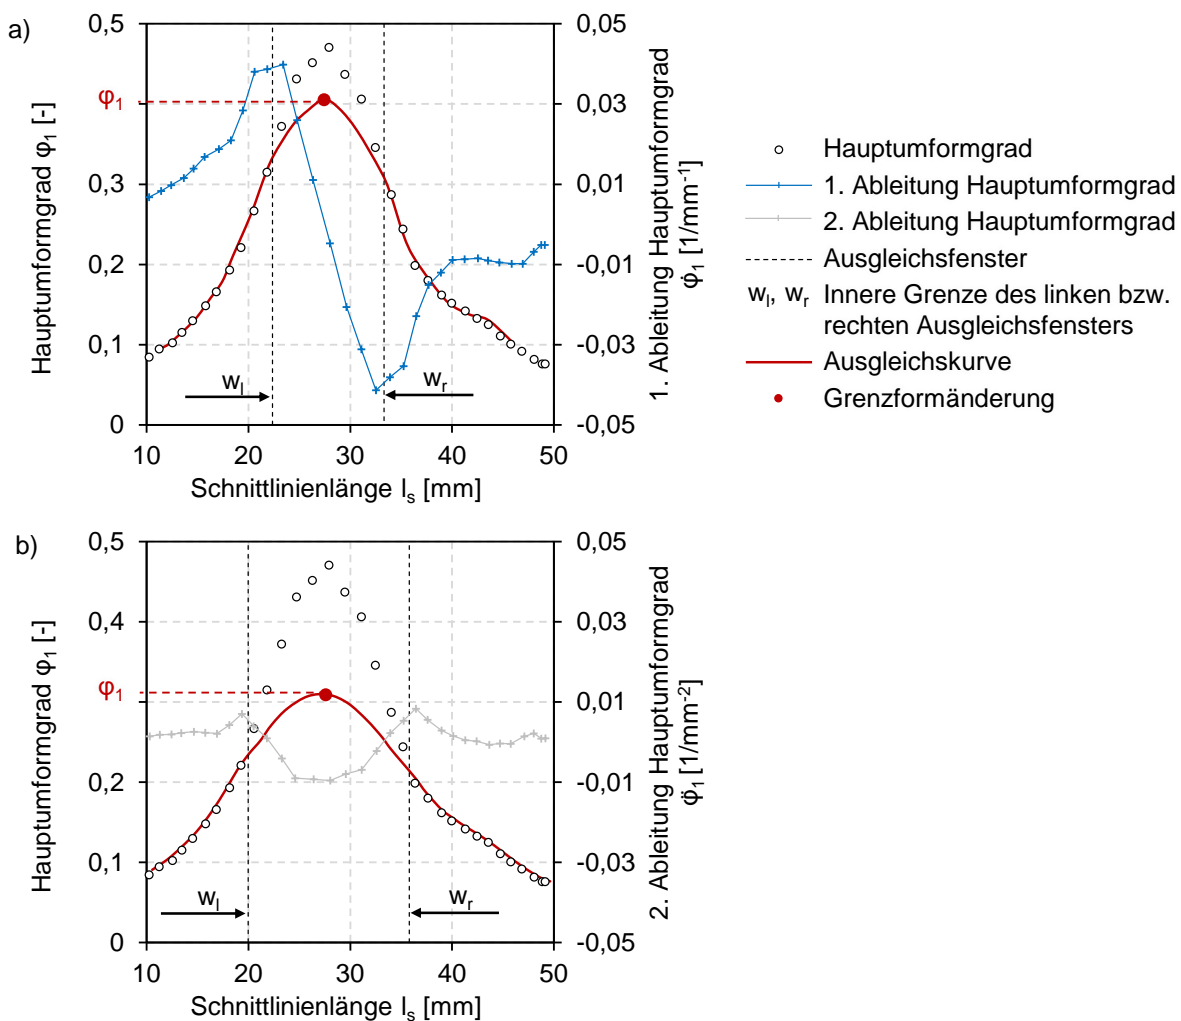 a)
0,5
0,3
0,2
0,1
0
φ1
Hauptumformgrad φ1 [-]
0,05
0,03
0,01
-0,01
-0,03
-0,05
1. Ableitung Hauptumformgrad
φ̇1 [1/mm-1]
wl
wr
10
20
30
40
50
Schnittlinienlänge ls [mm]
Hauptumformgrad
1. Ableitung Hauptumformgrad
2. Ableitung Hauptumformgrad
Ausgleichsfenster
wl, wr Innere Grenze des linken bzw.
rechten Ausgleichsfensters
Ausgleichskurve
Grenzformänderung
b)
0,5
0,4
0,2
0,1
0
φ1
Hauptumformgrad φ1 [-]
0,05
0,03
0,01
-0,01
-0,03
-0,05
2. Ableitung Hauptumformgrad
φ̈1 [1/mm-2]
wl
wr
10
20
30
40
50
Schnittlinienlänge ls [mm]